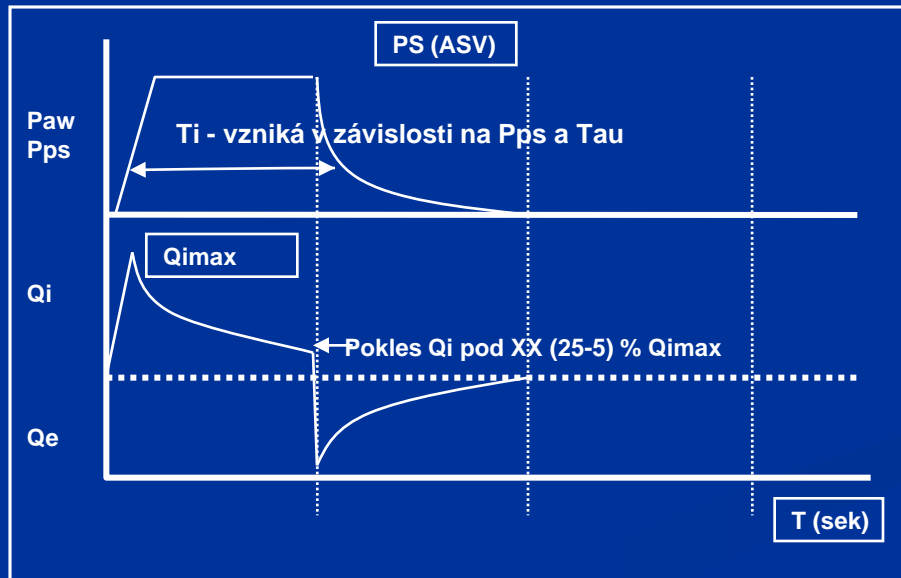 PS (ASV)
Paw
Pps
Ti - vzniká v závislosti na Pps a Tau
Qimax
Qi
Pokles Qi pod XX (25-5) % Qimax
Qe
T (sek)